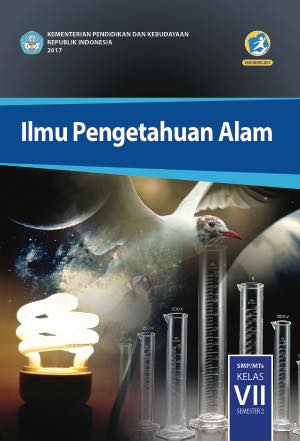 KEMENTERIAN PENDIDIKAN DAN KEBUDAYAAN
REPUBLIK INDONESIA
2017
Ilmu Pengetahuan Alam
SMP/MTs
KELAS
VII
SEMESTER 2